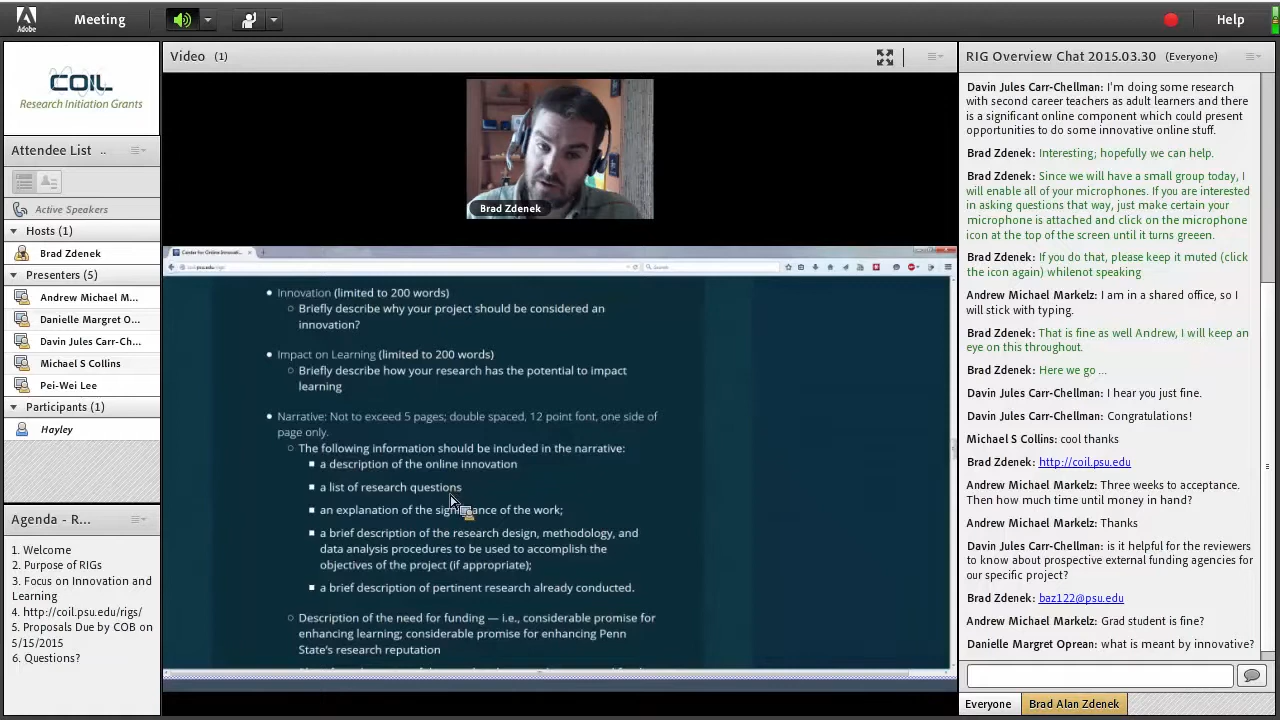 Adobe
Meeting
Help
COIL
Research Initiation Grants
Attendee List ..
Active Speakers
Hosts (1)
Brad Zdenek
Presenters (5)
Andrew Michael M...
Danielle Margret O...
Davin Jules Carr-Ch...
Michael S Collins
Pei-Wei Lee
Participants (1)
Hayley
Agenda - R...
1. Welcome
2. Purpose of RIGs
3. Focus on Innovation and
Learning
4. http://coil.psu.edu/rigs/
5. Proposals Due by COB on
5/15/2015
6. Questions?
Video (1)
Brad Zdenek
Center for Online Innovati...
coil.psu.edu/rigs/
Search
Innovation (limited to 200 words)
Briefly describe why your project should be considered an
innovation?
Impact on Learning (limited to 200 words)
Briefly describe how your research has the potential to impact
learning
Narrative: Not to exceed 5 pages; double spaced, 12 point font, one side of
page only.
The following information should be included in the narrative:
a description of the online innovation
a list of research questions
an explanation of the significance of the work;
a brief description of the research design, methodology, and
data analysis procedures to be used to accomplish the
objectives of the project (if appropriate);
a brief description of pertinent research already conducted.
Description of the need for funding — i.e., considerable promise for
enhancing learning; considerable promise for enhancing Penn
State's research reputation
RIG Overview Chat 2015.03.30 (Everyone)
Davin Jules Carr-Chellman: I'm doing some research
with second career teachers as adult learners and there
is a significant online component which could present
opportunities to do some innovative online stuff.
Brad Zdenek: Interesting; hopefully we can help.
Brad Zdenek: Since we will have a small group today, I
will enable all of your microphones. If you are interested
in asking questions that way, just make certain your
microphone is attached and click on the microphone
icon at the top of the screen until it turns greeen.
Brad Zdenek: If you do that, please keep it muted (click
the icon again) whilenot speaking
Andrew Michael Markelz: I am in a shared office, so I
will stick with typing.
Brad Zdenek: That is fine as well Andrew, I will keep an
eye on this throughout.
Brad Zdenek: Here we go ...
Davin Jules Carr-Chellman: I hear you just fine.
Davin Jules Carr-Chellman: Congratulations!
Michael S Collins: cool thanks
Brad Zdenek: http://coil.psu.edu
Andrew Michael Markelz: Three weeks to acceptance.
Then how much time until money in hand?
Andrew Michael Markelz: Thanks
Davin Jules Carr-Chellman: is it helpful for the reviewers
to know about prospective external funding agencies for
our specific project?
Brad Zdenek: baz122@psu.edu
Andrew Michael Markelz: Grad student is fine?
Danielle Margret Oprean: what is meant by innovative?
Everyone
Brad Alan Zdenek